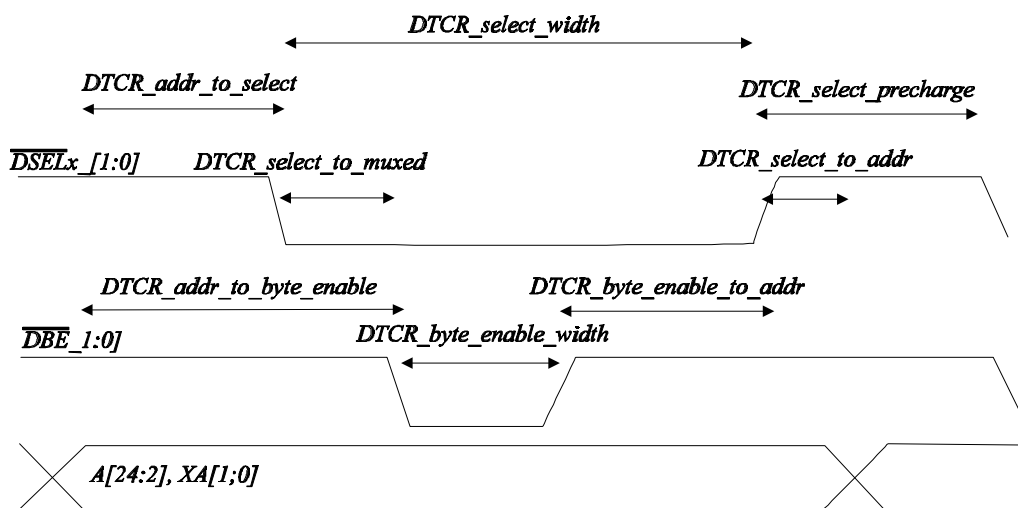 DTCR_select_width
DTCR_addr_to_select
DTCR_select_precharge
DSELx_[1:0]
DTCR_select_to_muxed
DTCR_select_to_addr
DTCR_addr_to_byte_enable
DTCR_byte_enable_to_addr
DBE_1:0]
DTCR_byte_enable_width
A[24:2], XA[1;0]